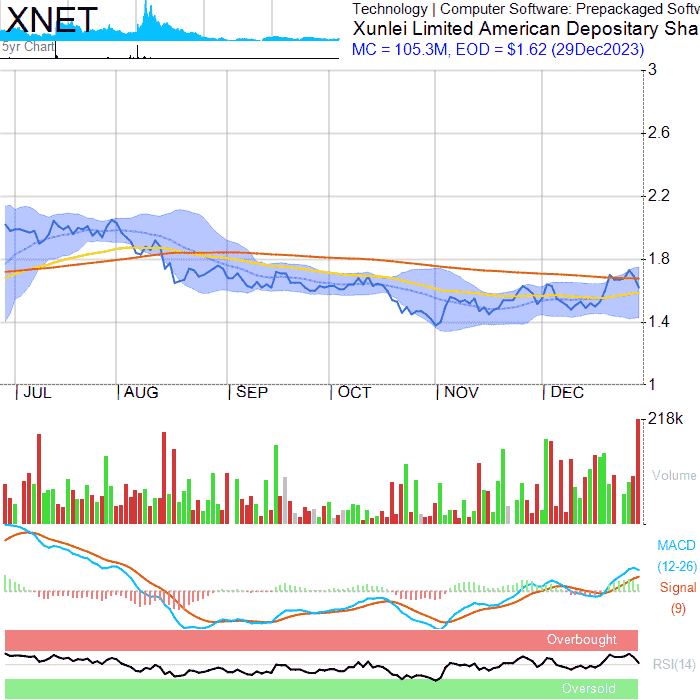 XNET
5yr Chart
Technology | Computer Software: Prepackaged Softw
Xunlei Limited American Depositary Sha
MC = 105.3M, EOD = $1.62 (29Dec2023)
3
2.6
2.2
1.8
1.4
1
JUL AUG SEP OCT NOV DEC
218k
Volume
MACD
(12-26)
Signal
(9)
Overbought
RSI(14)
Oversold